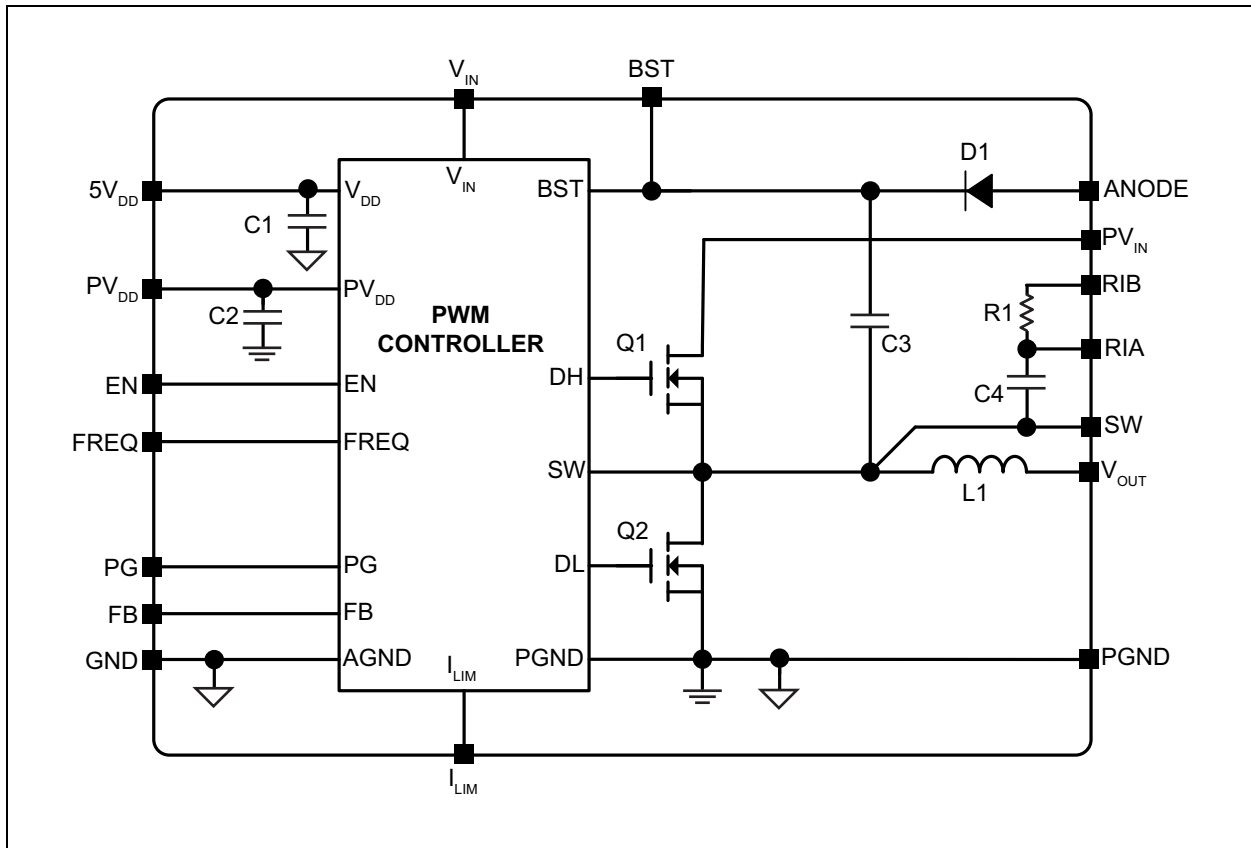 V_IN
BST
D1
5V_DD
V_DD
V_IN
BST
ANODE
C1
PV_IN
PV_DD
PV_DD
RIB
C2
PWM
CONTROLLER
R1
Q1
C3
RIA
EN
EN
DH
C4
FREQ
FREQ
SW
SW
V_OUT
L1
Q2
PG
PG
DL
FB
FB
GND
AGND
I_LIM
PGND
PGND
I_LIM